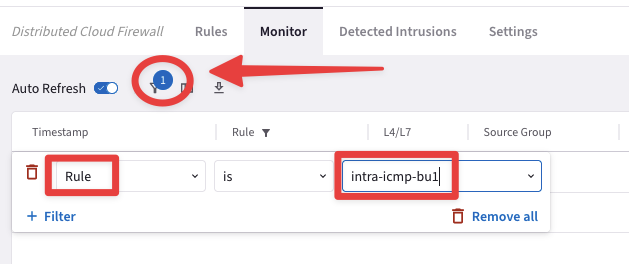 Distributed Cloud Firewall Rules Monitor Detected Intrusions Settings
Auto Refresh 1
Timestamp Rule L4/L7 Source Group
Rule is intra-icmp-bu1
+ Filter Remove all